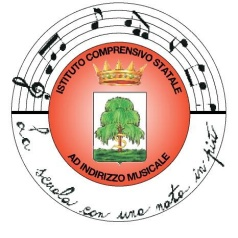 ISTITUTO COMPRENSIVO STATALE
AD INDIRIZZO MUSICALE
La scuola con una nota in più